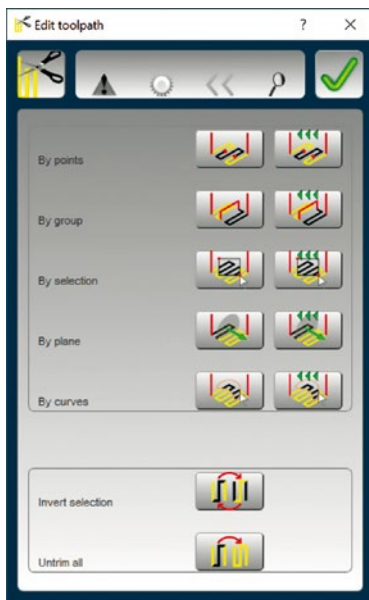 Edit toolpath
?
By points
By group
By selection
By plane
By curves
Invert selection
Untrim all